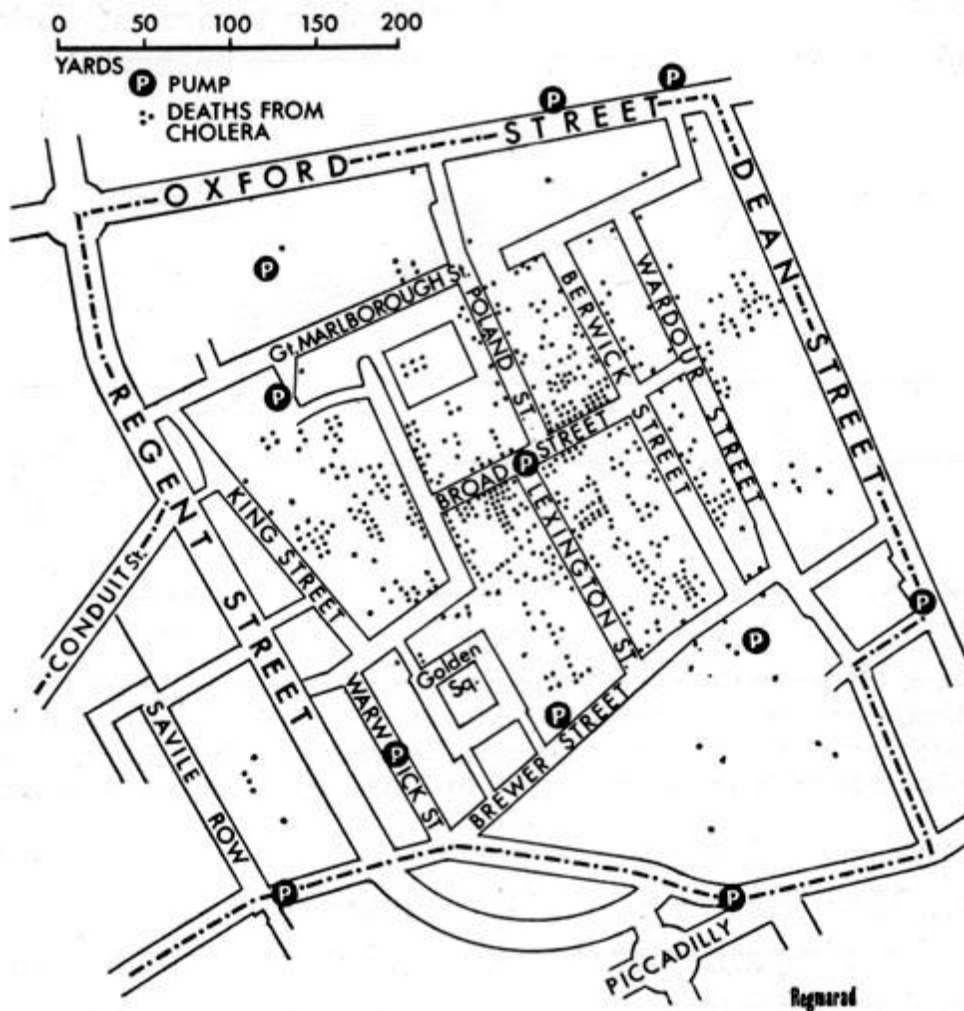 0 50 100 150 200
YARDS
P PUMP
DEATHS FROM
CHOLERA
OXFORD STREET
P
P
DEAN STREET
P
Gt. MARLBOROUGH St.
POLAND ST.
BERWICK STREET
WARDOUR STREET
P
REGENT STREET
BROAD STREET
P
KING STREET
LEXINGTON ST.
CONDUIT St.
P
P
Golden
Sq.
SAVILE ROW
WARWICK ST
P
P
BREWER STREET
P
P
PICCADILLY
Regmarad